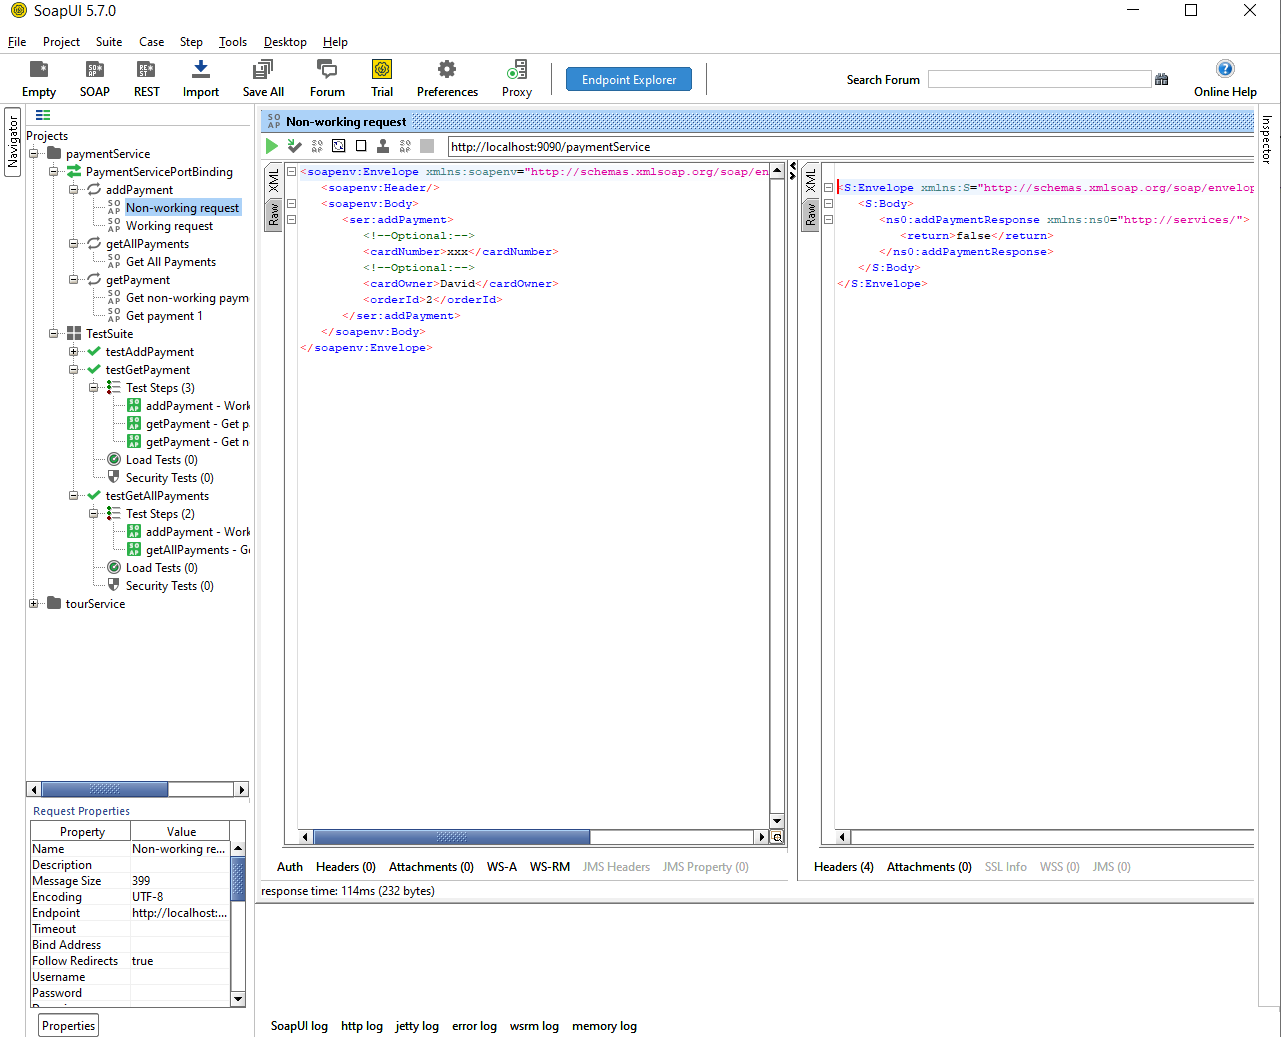 SoapUI 5.7.0
File Project Suite Case Step Tools Desktop Help
Empty SOAP REST Import Save All Forum Trial Preferences Proxy Endpoint Explorer Search Forum Online Help
Navigator
Projects
paymentService
PaymentServicePortBinding
addPayment
Non-working request
Working request
getAllPayments
Get All Payments
getPayment
Get non-working paym
Get payment 1
TestSuite
testAddPayment
testGetPayment
Test Steps (3)
addPayment - Work
getPayment - Get p
getPayment - Get n
Load Tests (0)
Security Tests (0)
testGetAllPayments
Test Steps (2)
addPayment - Work
getAllPayments - Ge
Load Tests (0)
Security Tests (0)
tourService
Request Properties
Property Value
Name Non-working re...
Description
Message Size 399
Encoding UTF-8
Endpoint http://localhost:...
Timeout
Bind Address
Follow Redirects true
Username
Password
Properties
SOAP Non-working request
http://localhost:9090/paymentService
XML
Raw
<soapenv:Envelope xmlns:soapenv="http://schemas.xmlsoap.org/soap/en
<soapenv:Header/>
<soapenv:Body>
<ser:addPayment>
<!--Optional:-->
<cardNumber>xxx</cardNumber>
<!--Optional:-->
<cardOwner>David</cardOwner>
<orderId>2</orderId>
</ser:addPayment>
</soapenv:Body>
</soapenv:Envelope>
Auth Headers (0) Attachments (0) WS-A WS-RM JMS Headers JMS Property (0)
XML
Raw
<S:Envelope xmlns:S="http://schemas.xmlsoap.org/soap/envelop
<S:Body>
<ns0:addPaymentResponse xmlns:ns0="http://services/">
<return>false</return>
</ns0:addPaymentResponse>
</S:Body>
</S:Envelope>
Headers (4) Attachments (0) SSL Info WSS (0) JMS (0)
response time: 114ms (232 bytes)
SoapUI log http log jetty log error log wsrm log memory log
Inspector